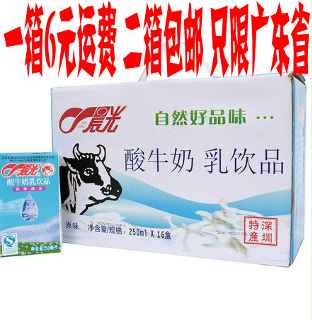 一箱6元运费 二箱包邮 只限广东省
晨光
自然好品味···
酸牛奶 乳饮品
原味 净含量/规格：250ml X 16盒
深圳
特産
晨光
酸牛奶乳饮品